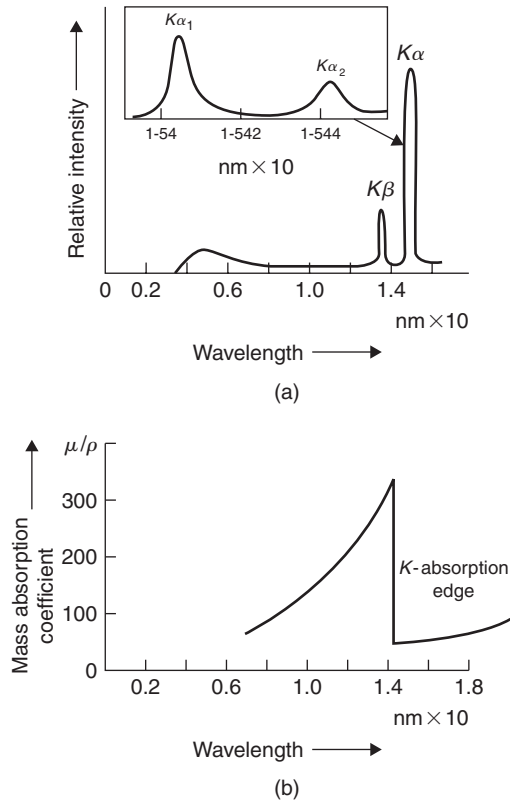 Kα₁
Kα₂
1-54
1-542
1-544
nm × 10
Kα
Kβ
Relative intensity
0
0.2
0.6
1.0
1.4
nm × 10
Wavelength
(a)
μ/ρ
300
200
100
0
Mass absorption
coefficient
K-absorption
edge
0.2
0.6
1.0
1.4
1.8
nm × 10
Wavelength
(b)